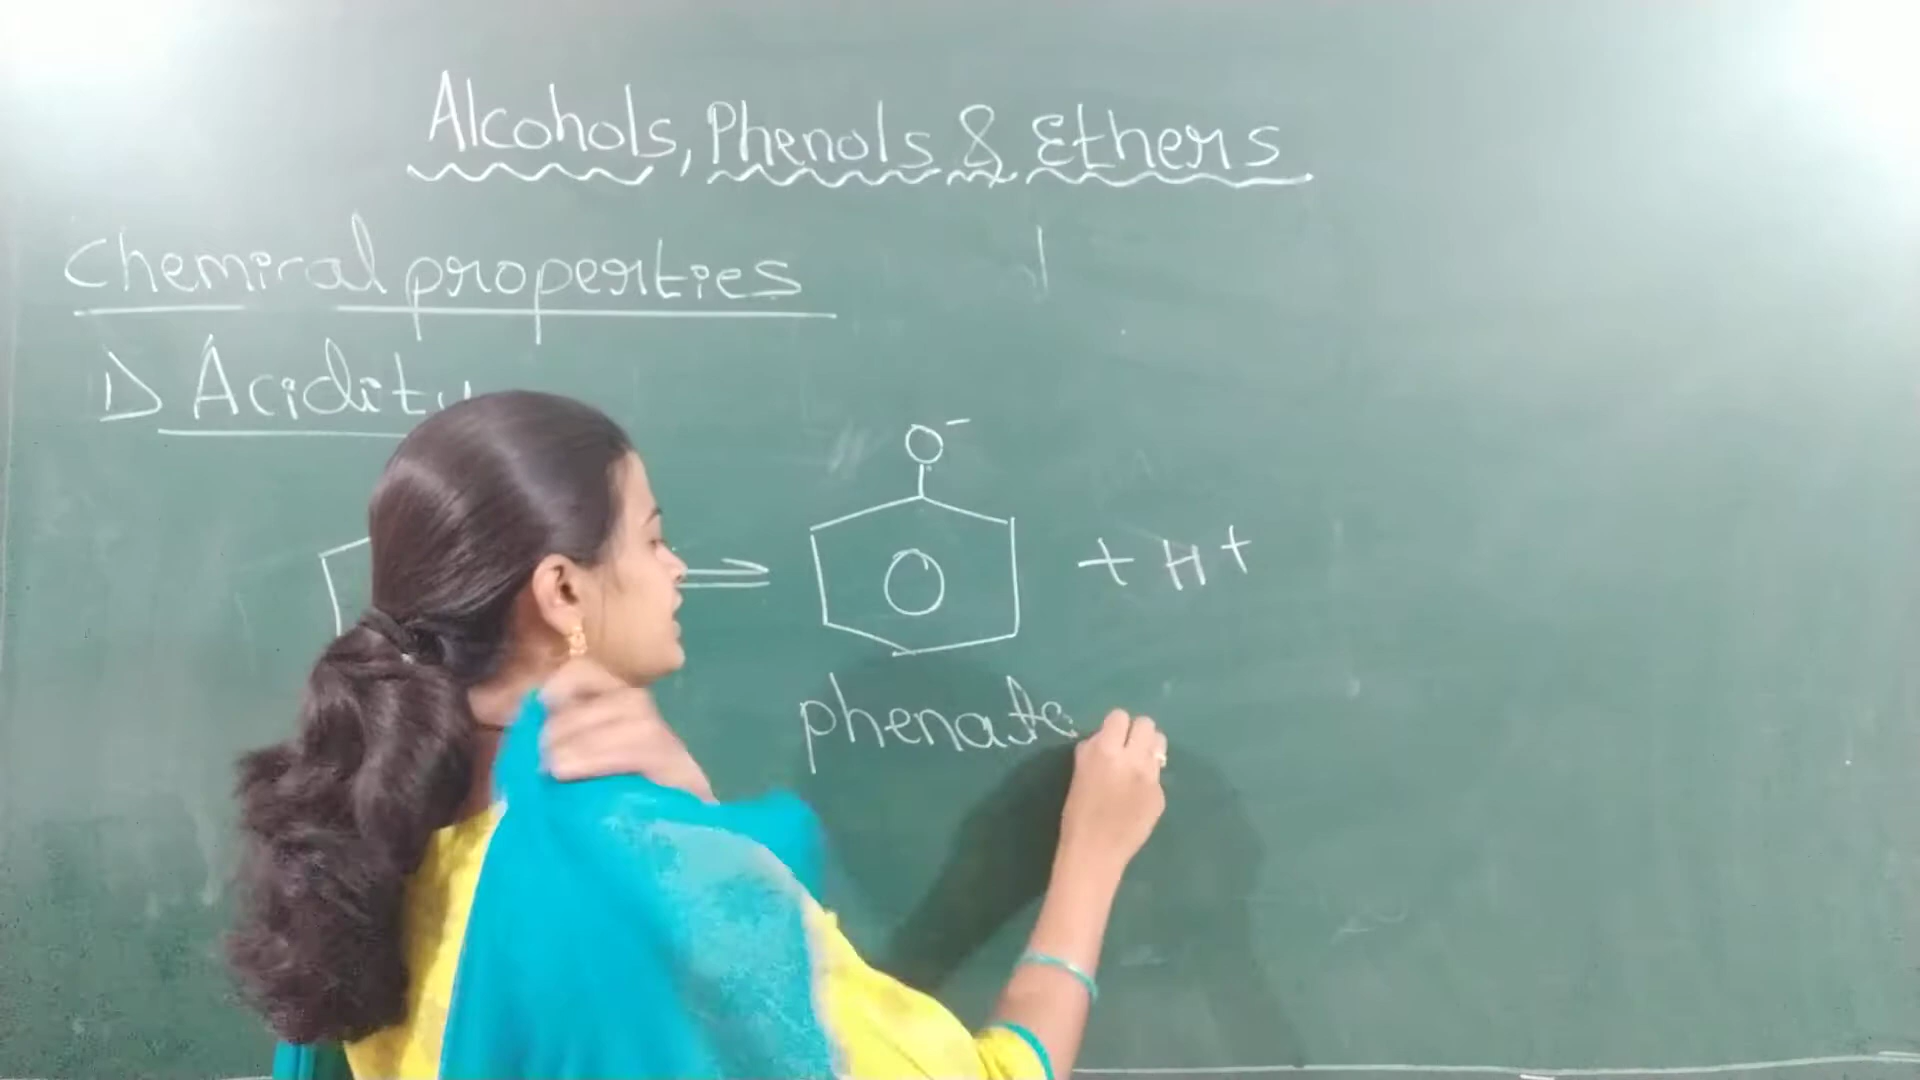 Alcohols, Phenols & Ethers
Chemical properties
1) Acidity
O⁻
+ H⁺
phenate